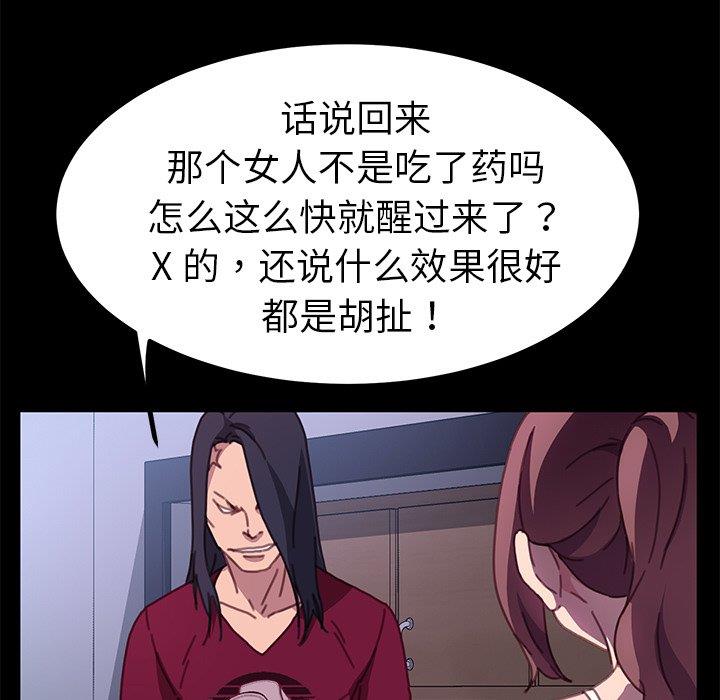 话说回来
那个女人不是吃了药吗
怎么这么快就醒过来了？
X 的，还说什么效果很好
都是胡扯！